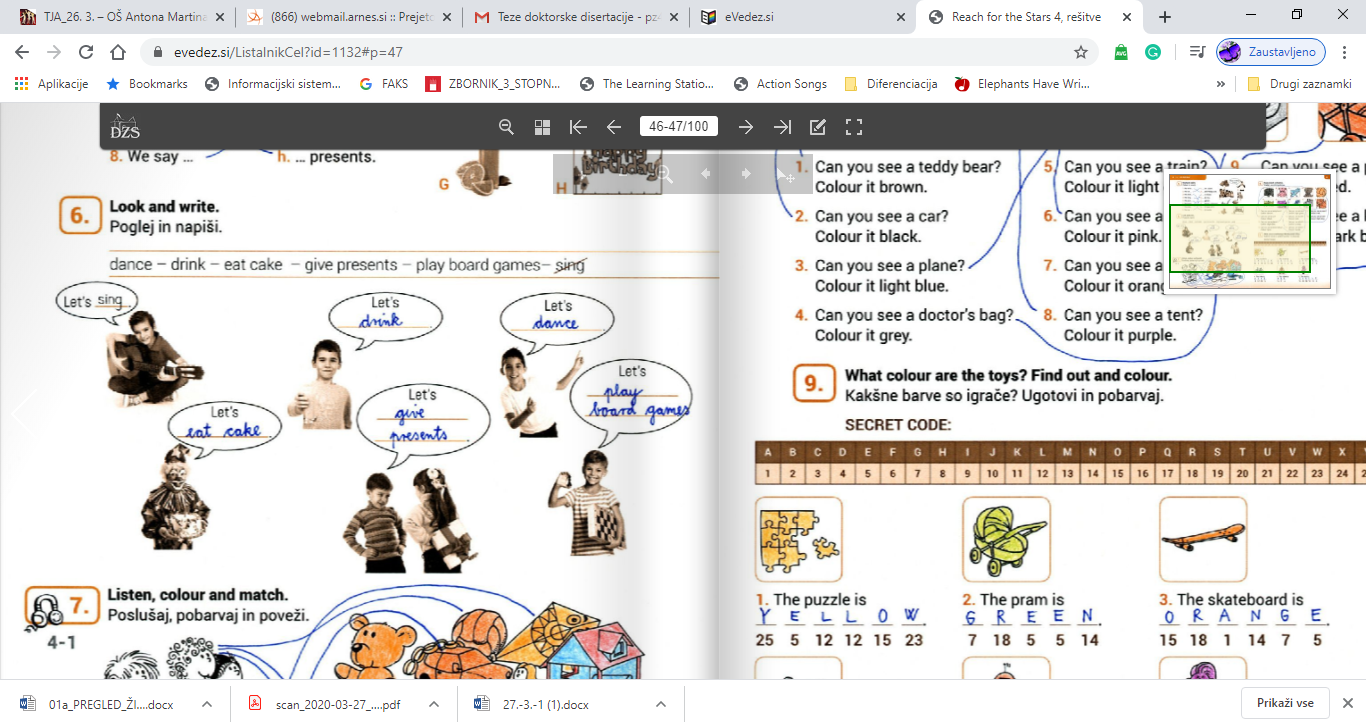 TJA_26. 3. – OŠ Antona Martina
(866) webmail.arnes.si :: Prejeto
Teze doktorske disertacije - pz4
eVedez.si
Reach for the Stars 4, rešitve
evedez.si/ListalnikCel?id=1132#p=47
Zaustavljeno
Aplikacije
Bookmarks
Informacijski sistem...
FAKS
ZBORNIK_3_STOPN...
The Learning Statio...
Action Songs
Diferenciacija
Elephants Have Wri...
Drugi zaznamki
DZS
46-47/100
8. We say ...
h. ... presents.
G
H
6. Look and write.
Poglej in napiši.
dance – drink – eat cake – give presents – play board games– sing
Let's sing.
Let's
drink
Let's
dance
Let's
play
board games
Let's
eat cake
Let's
give
presents
7. Listen, colour and match.
Poslušaj, pobarvaj in poveži.
4-1
1. Can you see a teddy bear?
Colour it brown.
2. Can you see a car?
Colour it black.
3. Can you see a plane?
Colour it light blue.
4. Can you see a doctor's bag?
Colour it grey.
5. Can you see a train?
Colour it light
6. Can you see a
Colour it pink.
7. Can you see a
Colour it
8. Can you see a tent?
Colour it purple.
9. Can you see a
9. What colour are the toys? Find out and colour.
Kakšne barve so igrače? Ugotovi in pobarvaj.
SECRET CODE:
A B C D E F G H I J K L M N O P Q R S T U V W X
1 2 3 4 5 6 7 8 9 10 11 12 13 14 15 16 17 18 19 20 21 22 23 24
1. The puzzle is
Y E L L O W
25 5 12 12 15 23
2. The pram is
G R E E N.
7 18 5 5 14
3. The skateboard is
O R A N G E.
15 18 1 14 7 5
01a_PREGLED_ŽI....docx
scan_2020-03-27_....pdf
27.-3.-1 (1).docx
Prikaži vse